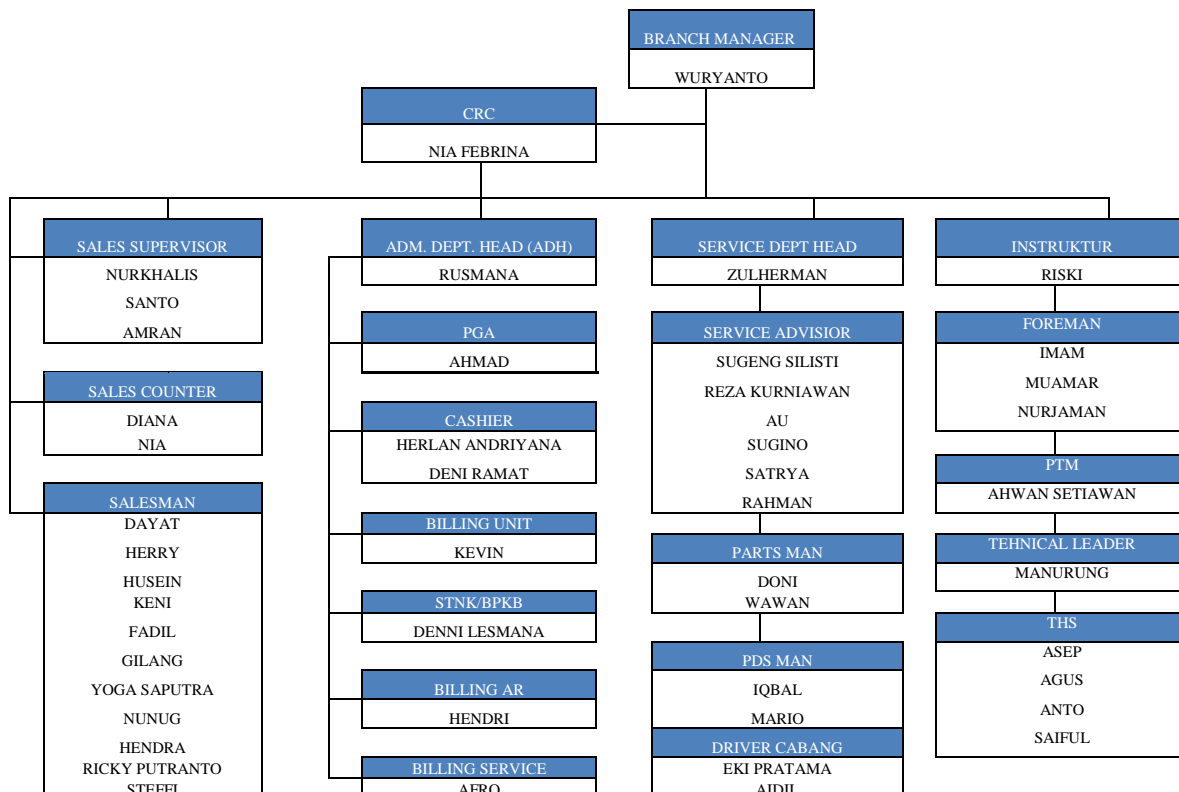 BRANCH MANAGER
WURYANTO
CRC
NIA FEBRINA
SALES SUPERVISOR
NURKHALIS
SANTO
AMRAN
SALES COUNTER
DIANA
NIA
SALESMAN
DAYAT
HERRY
HUSEIN
KENI
FADIL
GILANG
YOGA SAPUTRA
NUNUG
HENDRA
RICKY PUTRANTO
STEFFI
ADM. DEPT. HEAD (ADH)
RUSMANA
PGA
AHMAD
CASHIER
HERLAN ANDRIYANA
DENI RAMAT
BILLING UNIT
KEVIN
STNK/BPKB
DENNI LESMANA
BILLING AR
HENDRI
BILLING SERVICE
AFRO
SERVICE DEPT HEAD
ZULHERMAN
SERVICE ADVISIOR
SUGENG SILISTI
REZA KURNIAWAN
AU
SUGINO
SATRYA
RAHMAN
PARTS MAN
DONI
WAWAN
PDS MAN
IQBAL
MARIO
DRIVER CABANG
EKI PRATAMA
AIDIL
INSTRUKTUR
RISKI
FOREMAN
IMAM
MUAMAR
NURJAMAN
PTM
AHWAN SETIAWAN
TEHNICAL LEADER
MANURUNG
THS
ASEP
AGUS
ANTO
SAIFUL